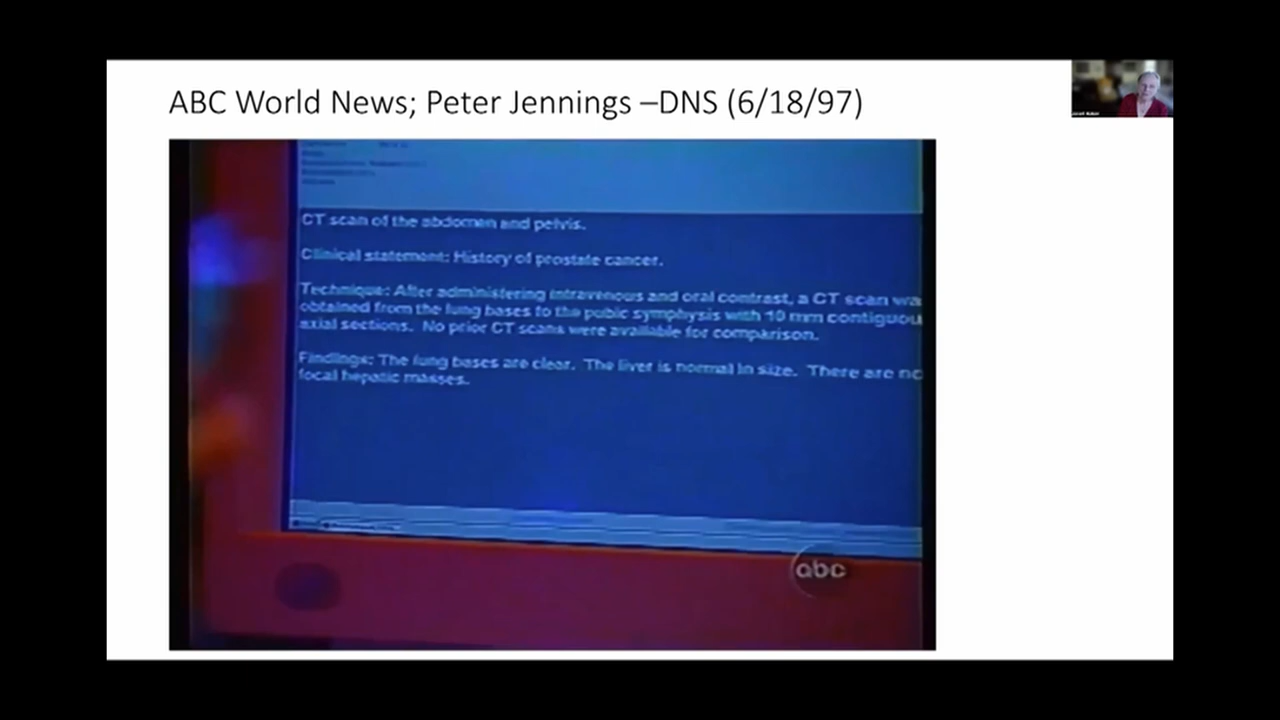 ABC World News; Peter Jennings –DNS (6/18/97)
CT scan of the abdomen and pelvis.
Clinical statement: History of prostate cancer.
Technique: After administering intravenous and oral contrast, a CT scan wa
obtained from the lung bases to the pubic symphysis with 10 mm contiguou
axial sections. No prior CT scans were available for comparison.
Findings: The lung bases are clear. The liver is normal in size. There are no
focal hepatic masses.
abc